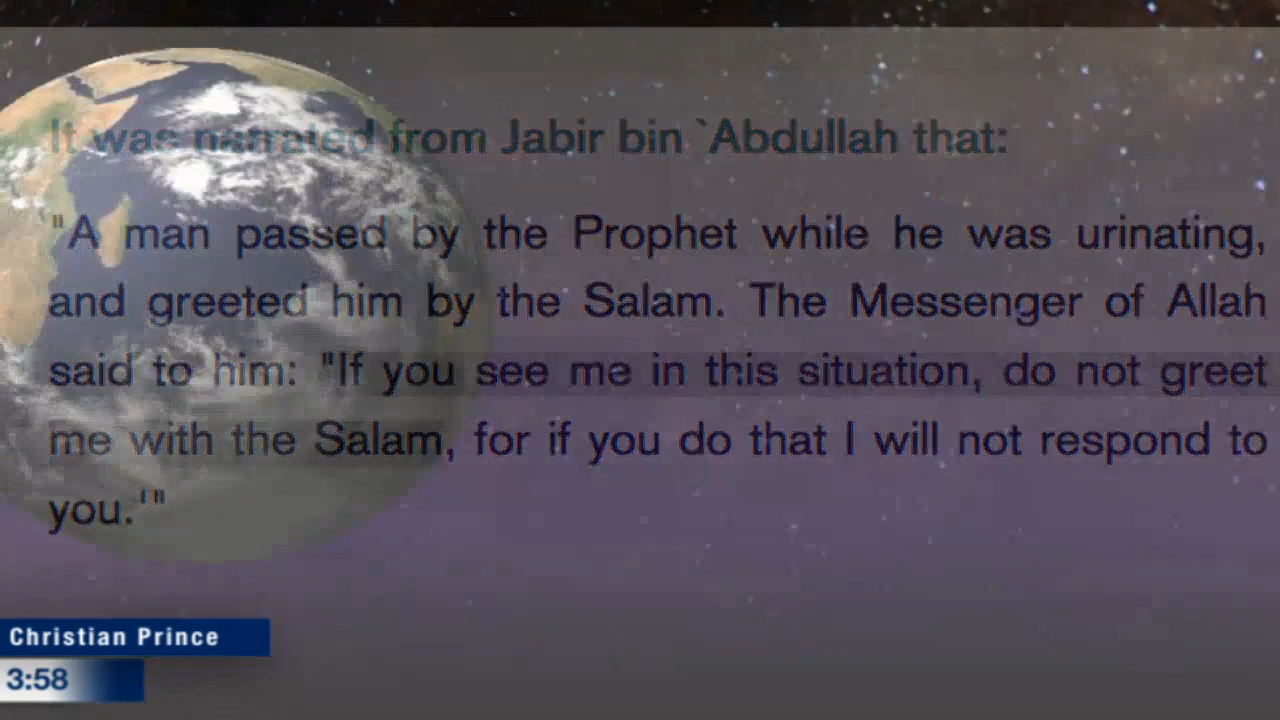 It was narrated from Jabir bin `Abdullah that:
"A man passed by the Prophet while he was urinating,
and greeted him by the Salam. The Messenger of Allah
said to him: "If you see me in this situation, do not greet
me with the Salam, for if you do that I will not respond to
you.'"
Christian Prince
3:58